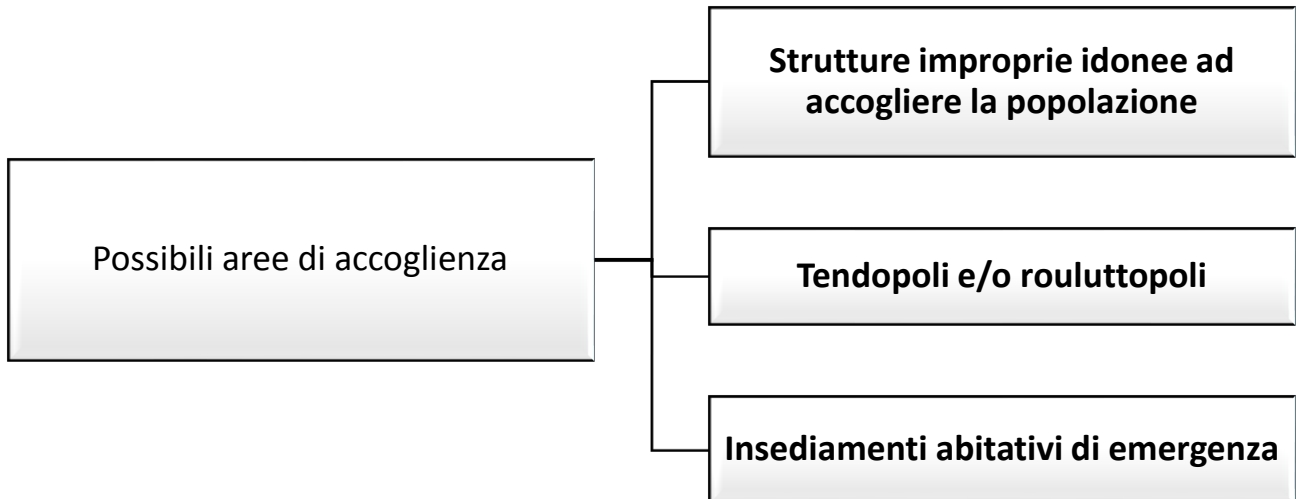 Possibili aree di accoglienza
Strutture improprie idonee ad
accogliere la popolazione
Tendopoli e/o rouluttopoli
Insediamenti abitativi di emergenza